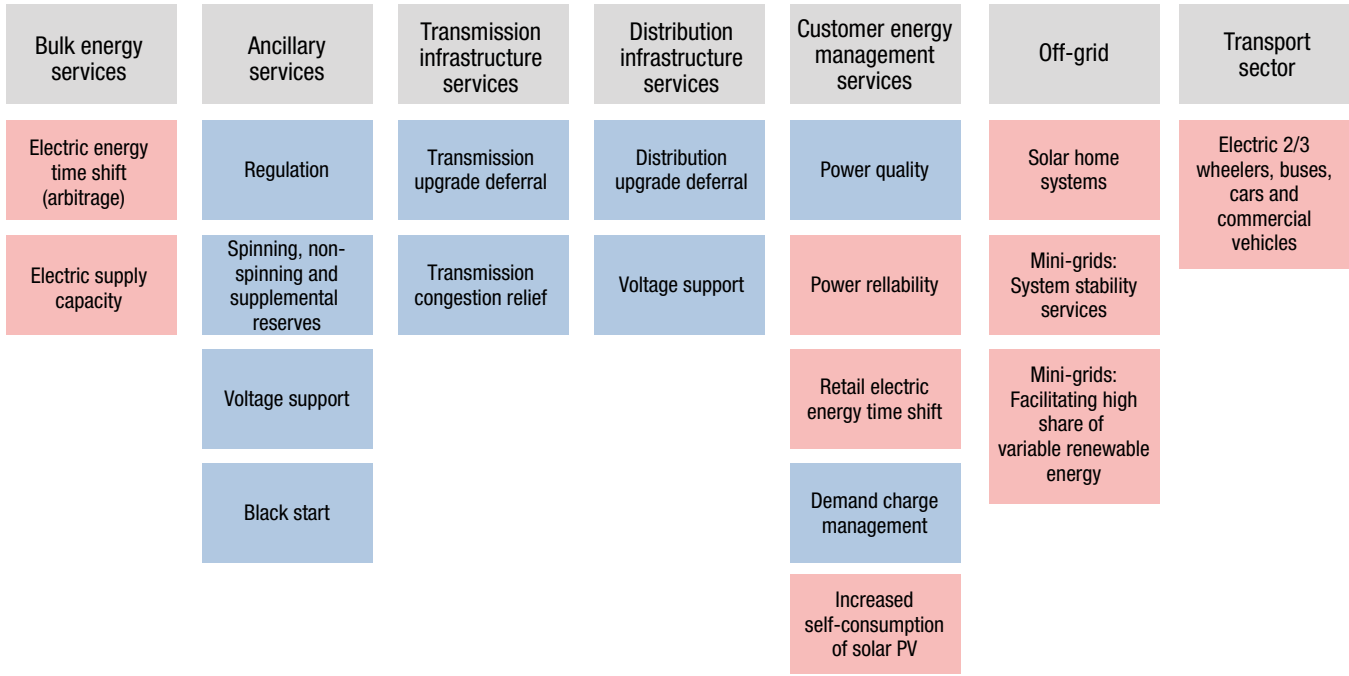 Bulk energy
services
Electric energy
time shift
(arbitrage)
Electric supply
capacity
Ancillary
services
Regulation
Spinning, non-
spinning and
supplemental
reserves
Voltage support
Black start
Transmission
infrastructure
services
Transmission
upgrade deferral
Transmission
congestion relief
Distribution
infrastructure
services
Distribution
upgrade deferral
Voltage support
Customer energy
management
services
Power quality
Power rellability
Retail electric
energy time shift
Demand charge
management
Increased
self-consumption
of solar PV
Off-grid
Solar home
systems
Mini-grids:
System stability
services
Mini-grids:
Facilitating high
share of
variable renewable
energy
Transport
sector
Electric 2/3
wheelers, buses,
cars and
commercial
vehicles